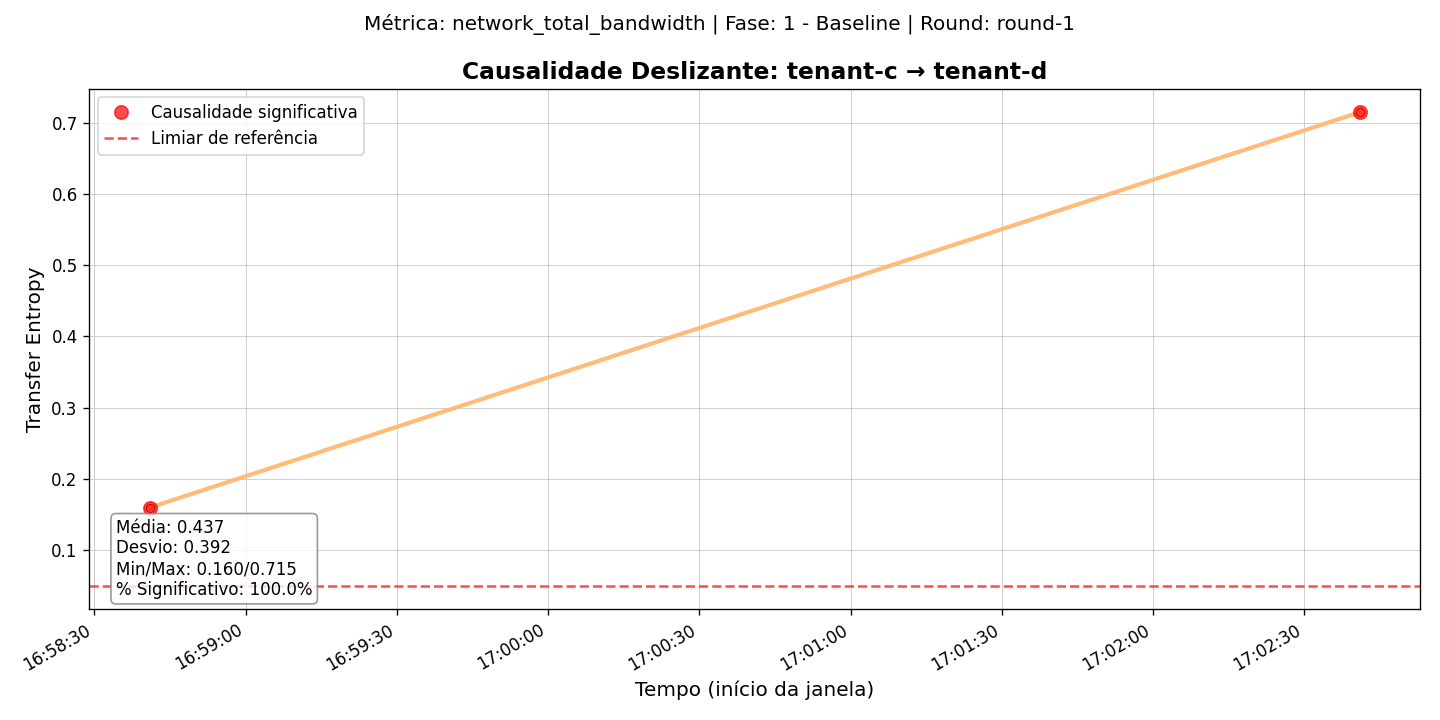 Métrica: network_total_bandwidth | Fase: 1 - Baseline | Round: round-1
Causalidade Deslizante: tenant-c → tenant-d
Causalidade significativa
Limiar de referência
Transfer Entropy
0.7
0.6
0.5
0.4
0.3
0.2
0.1
Média: 0.437
Desvio: 0.392
Min/Max: 0.160/0.715
% Significativo: 100.0%
16:58:30
16:59:00
16:59:30
17:00:00
17:00:30
17:01:00
17:01:30
17:02:00
17:02:30
Tempo (início da janela)